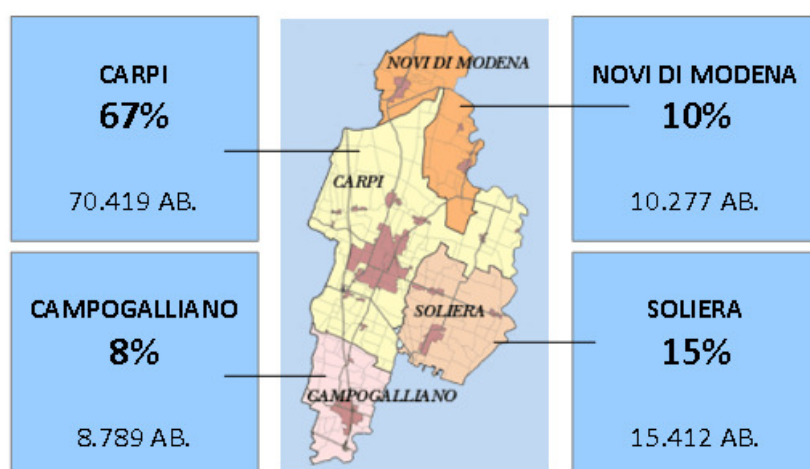 CARPI
67%
70.419 AB.
NOVI DI MODENA
10%
10.277 AB.
CAMPOGALLIANO
8%
8.789 AB.
SOLIERA
15%
15.412 AB.
NOVI DI MODENA
CARPI
SOLIERA
CAMPOGALLIANO